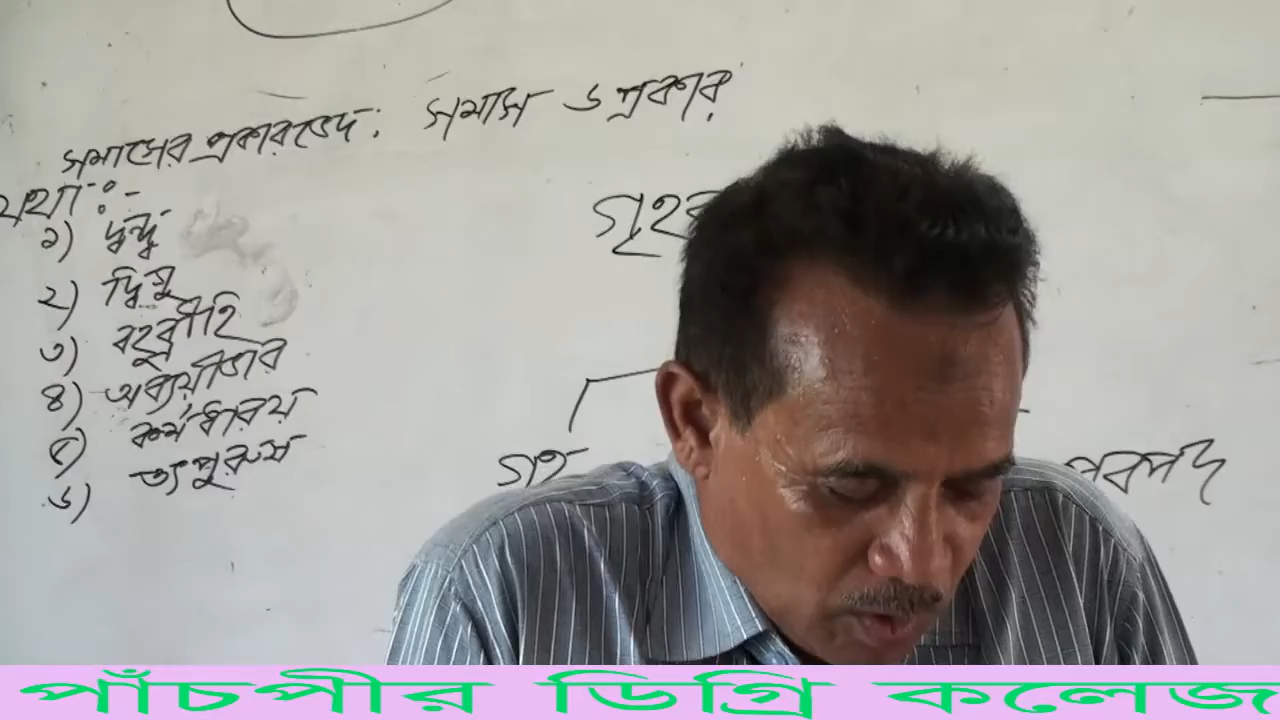 সমাসের প্রকারভেদ: সমাস ৬ প্রকার
যথা:-
১) দ্বন্দ্ব
২) দ্বিগু
৩) বহুব্রীহি
৪) অব্যয়ীভাব
৫) কর্মধারয়
৬) তৎপুরুষ
পরপদ
পাঁচপীর ডিগ্রি কলেজ